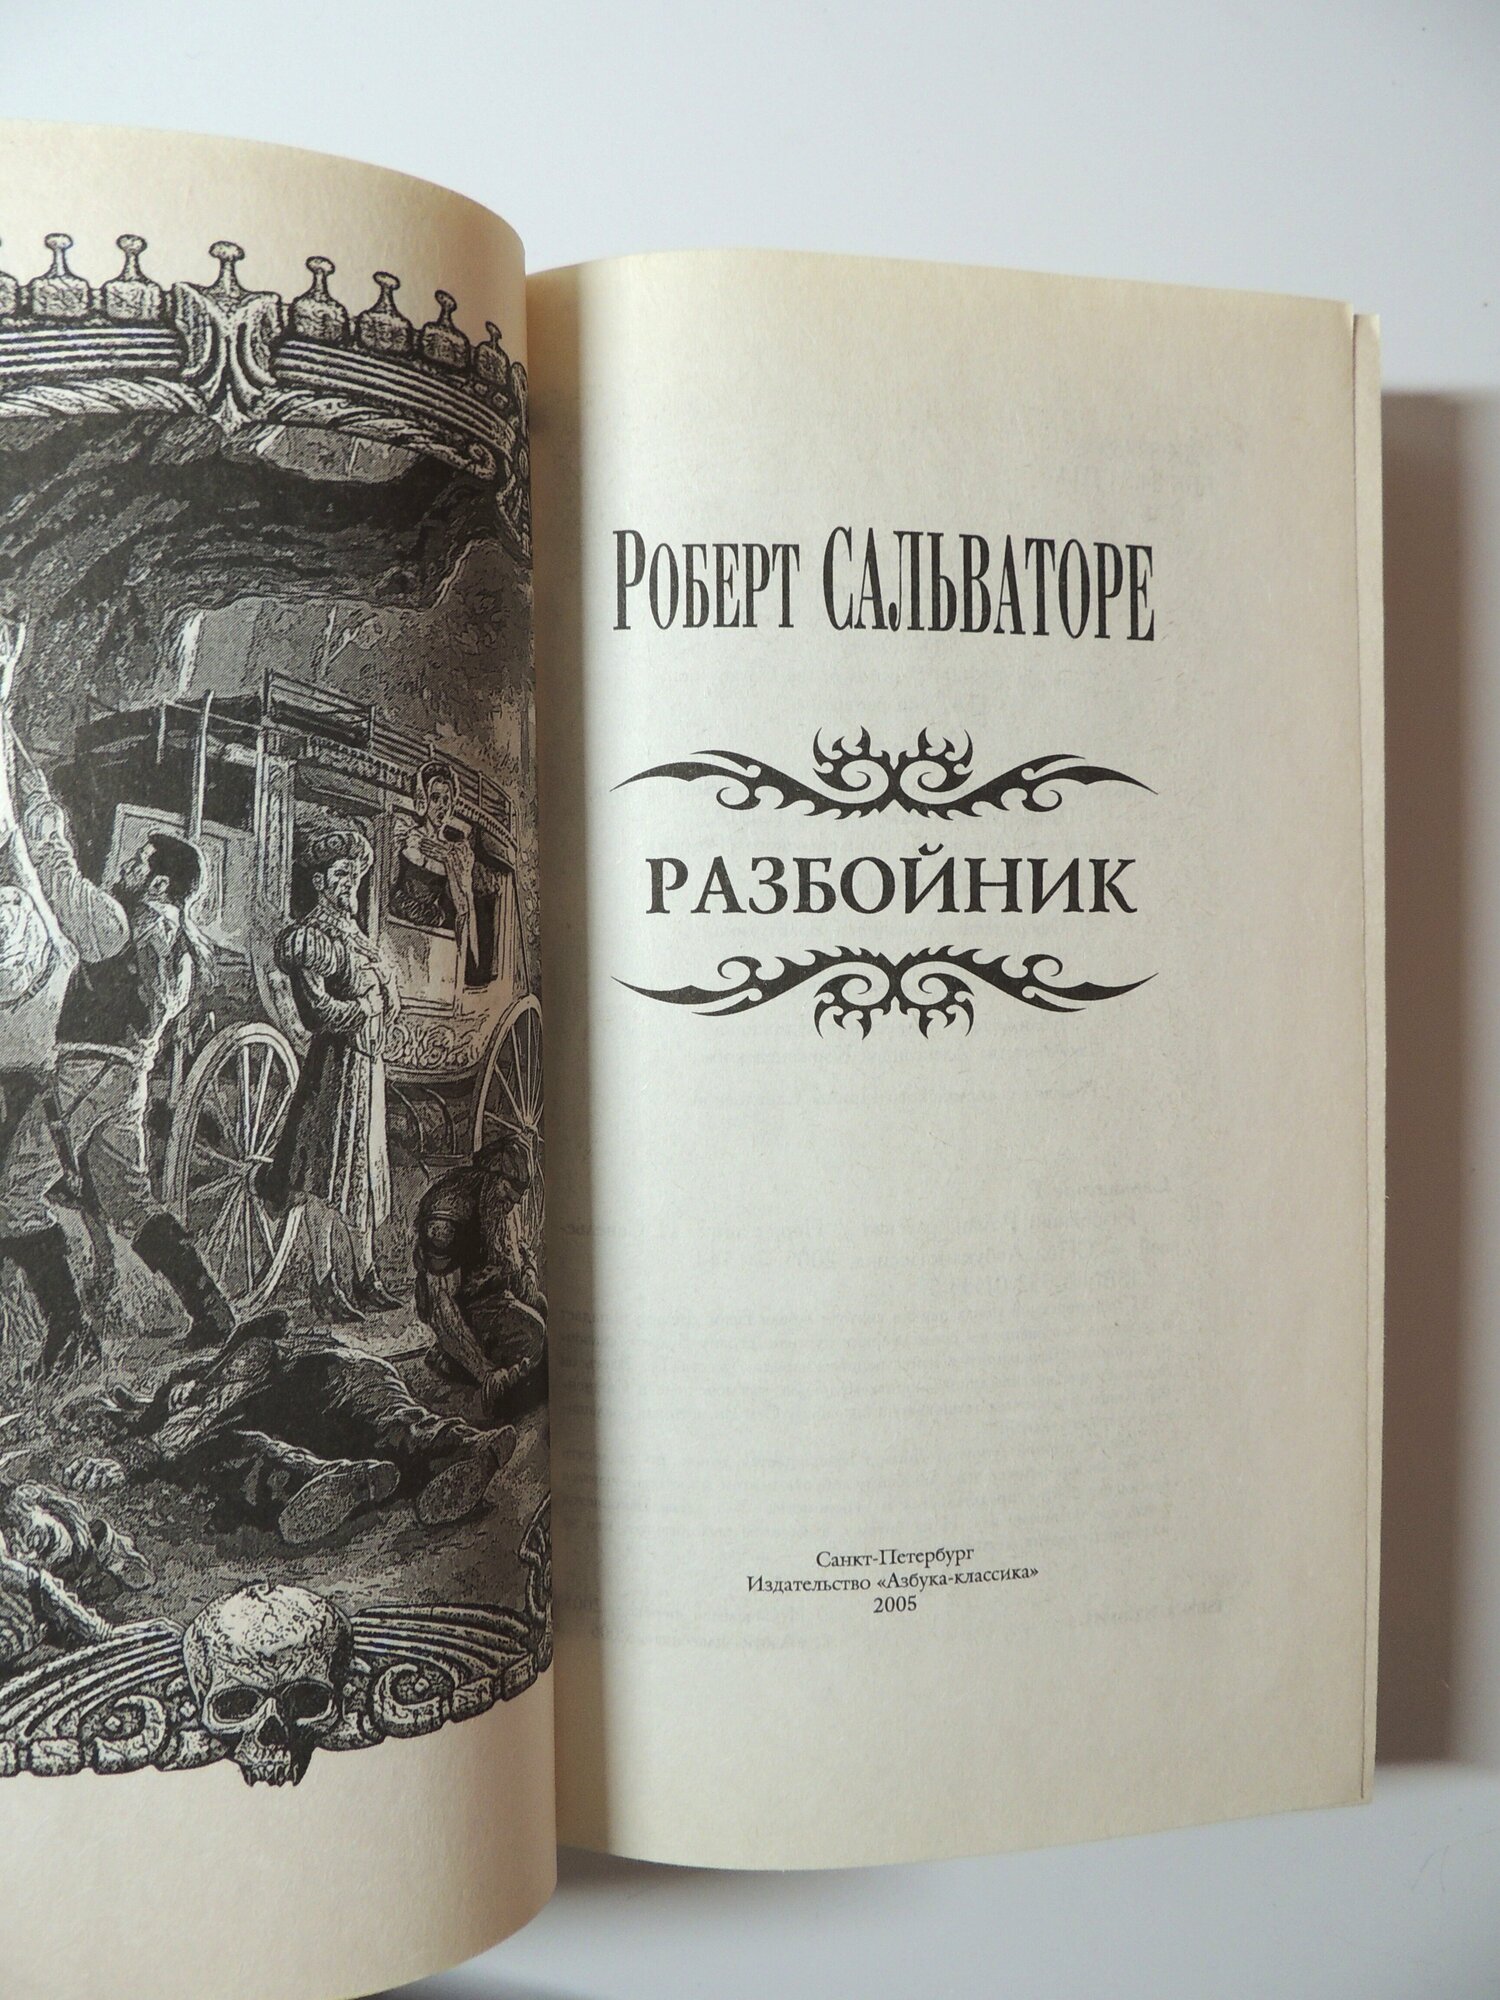 Роберт САЛЬВАТОРЕ
РАЗБОЙНИК
Санкт-Петербург
Издательство «Азбука-классика»
2005